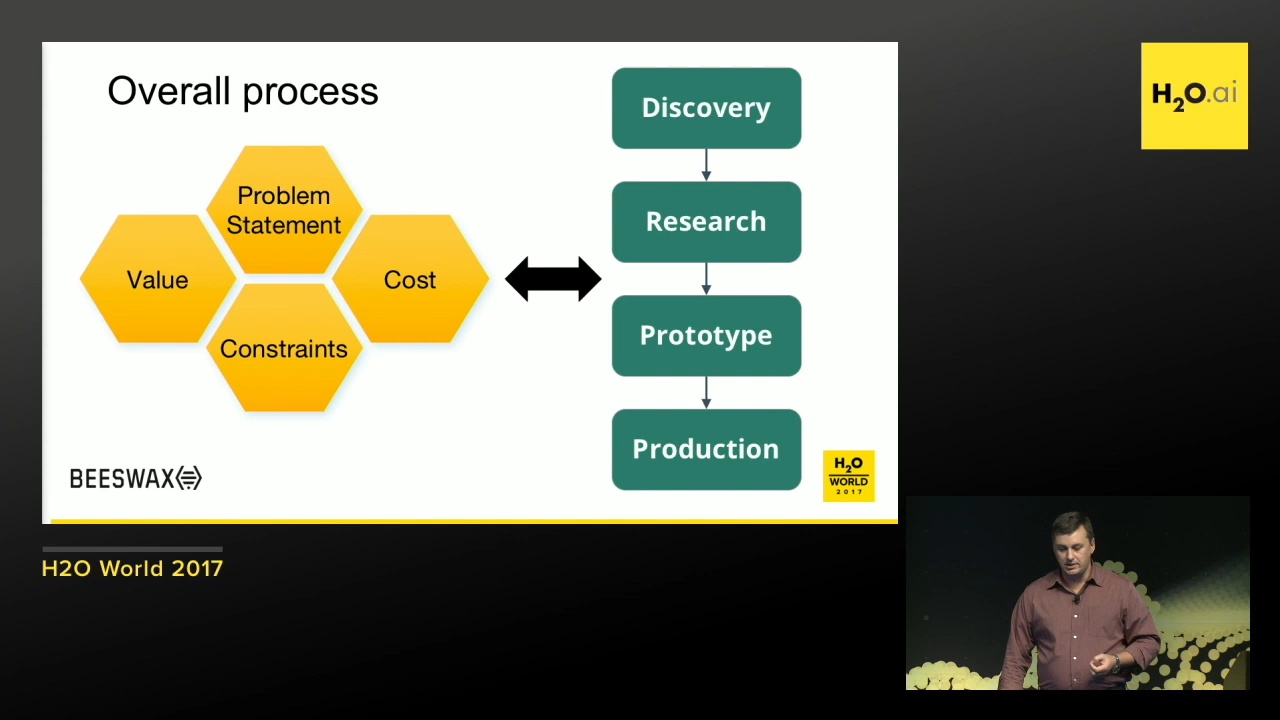 Overall process
Problem
Statement
Value
Cost
Constraints
Discovery
Research
Prototype
Production
BEESWAX
H2O
WORLD
2017
H2O.ai
H2O World 2017